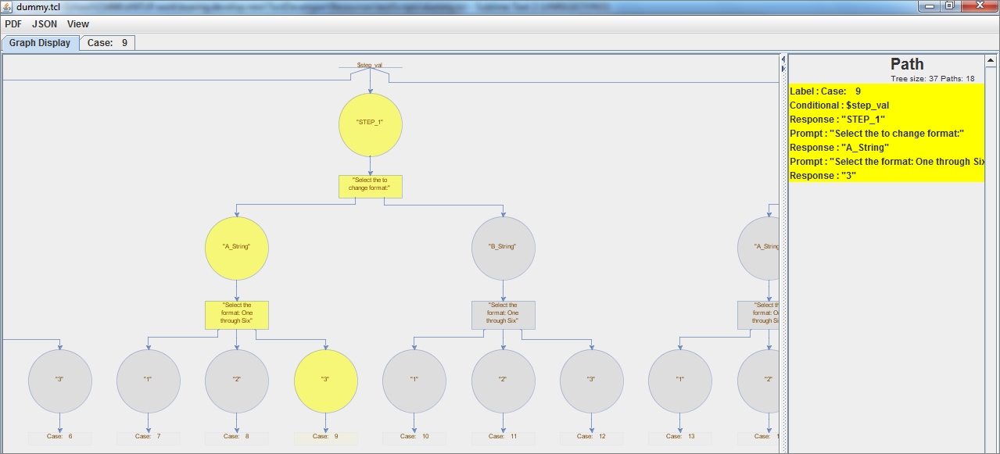 dummy.tcl
PDF JSON View
Graph Display Case: 9
$step_val
"STEP_1"
"Select the to
change format:"
"A_String" "B_String" "A_String
"Select the
format: One
through Six"
"Select the
format: One
through Six"
"Select th
format: O
through Si
"3" "1" "2" "3" "1" "2" "3" "1" "2"
Case: 6 Case: 7 Case: 8 Case: 9 Case: 10 Case: 11 Case: 12 Case: 13 Case:
Path
Tree size: 37 Paths: 18
Label : Case: 9
Conditional : $step_val
Response : "STEP_1"
Prompt : "Select the to change format:"
Response : "A_String"
Prompt : "Select the format: One through Six
Response : "3"